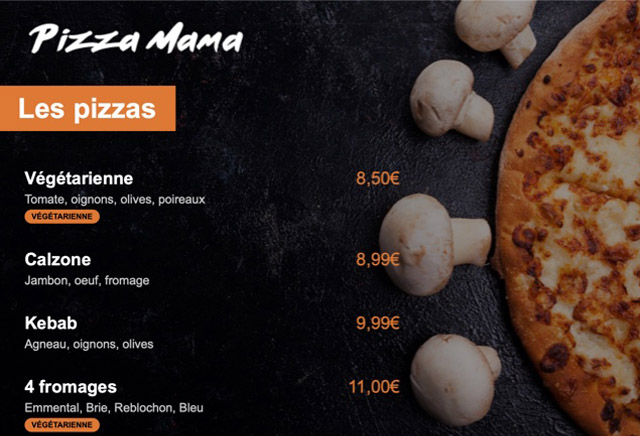 Pizza Mama
Les pizzas
Végétarienne 8,50€
Tomate, oignons, olives, poireaux
VÉGÉTARIENNE
Calzone 8,99€
Jambon, oeuf, fromage
Kebab 9,99€
Agneau, oignons, olives
4 fromages 11,00€
Emmental, Brie, Reblochon, Bleu
VÉGÉTARIENNE